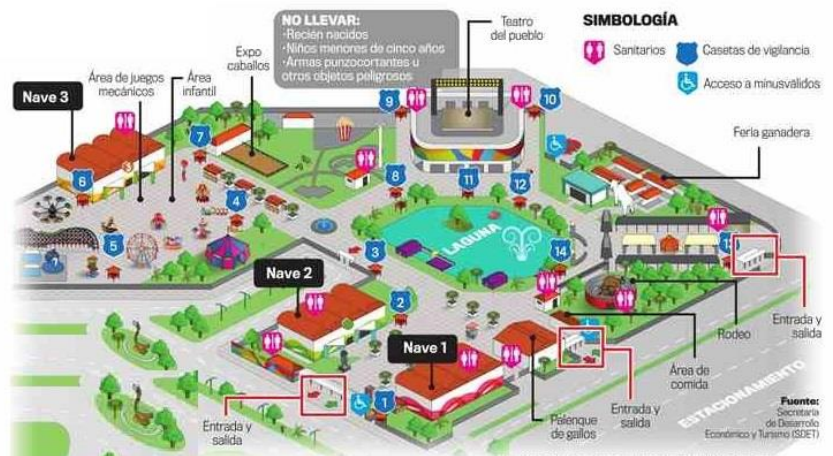 NO LLEVAR:
·Recién nacidos
·Niños menores de cinco años
·Armas punzocortantes u
otros objetos peligrosos
Teatro
del pueblo
SIMBOLOGÍA
Sanitarios
Casetas de vigilancia
Acceso a minusválidos
Expo
caballos
Área de juegos
mecánicos
Área
infantil
Nave 3
Feria ganadera
9
10
7
6
8
11
12
4
5
3
14
13
LAGUNA
Nave 2
2
Nave 1
1
Rodeo
Entrada y
salida
Área de
comida
Entrada y
salida
Palenque
de gallos
Entrada y
salida
ESTACIONAMIENTO
Fuente:
Secretaría
de Desarrollo
Económico y Turismo (SDET)